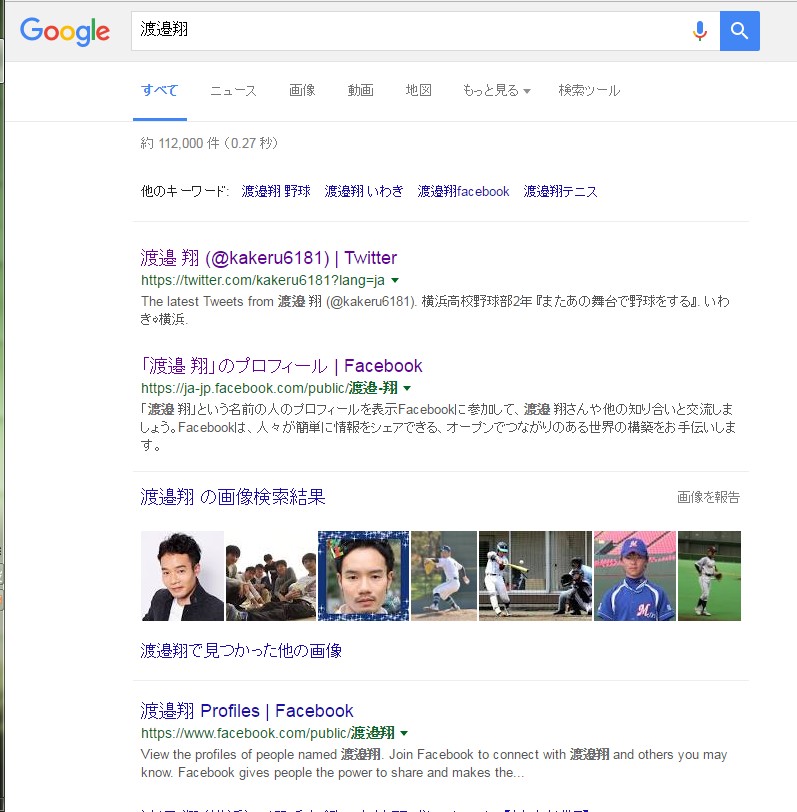 Google
渡邉翔
すべて ニュース 画像 動画 地図 もっと見る 検索ツール
約 112,000 件 （0.27 秒）
他のキーワード: 渡邉翔 野球 渡邉翔 いわき 渡邉翔facebook 渡邉翔テニス
渡邉 翔 (@kakeru6181) | Twitter
https://twitter.com/kakeru6181?lang=ja
The latest Tweets from 渡邉 翔 (@kakeru6181). 横浜高校野球部2年『またあの舞台で野球をする』. いわ
き⇔横浜.
「渡邉 翔」のプロフィール | Facebook
https://ja-jp.facebook.com/public/渡邉-翔
「渡邉 翔」という名前の人のプロフィールを表示Facebookに参加して、渡邉 翔さんや他の知り合いと交流しま
しょう。Facebookは、人々が簡単に情報をシェアできる、オープンでつながりのある世界の構築をお手伝いしま
す。
渡邉翔 の画像検索結果
画像を報告
M
渡邉翔で見つかった他の画像
渡邉翔 Profiles | Facebook
https://www.facebook.com/public/渡邉翔
View the profiles of people named 渡邉翔. Join Facebook to connect with 渡邉翔 and others you may
know. Facebook gives people the power to share and makes the...